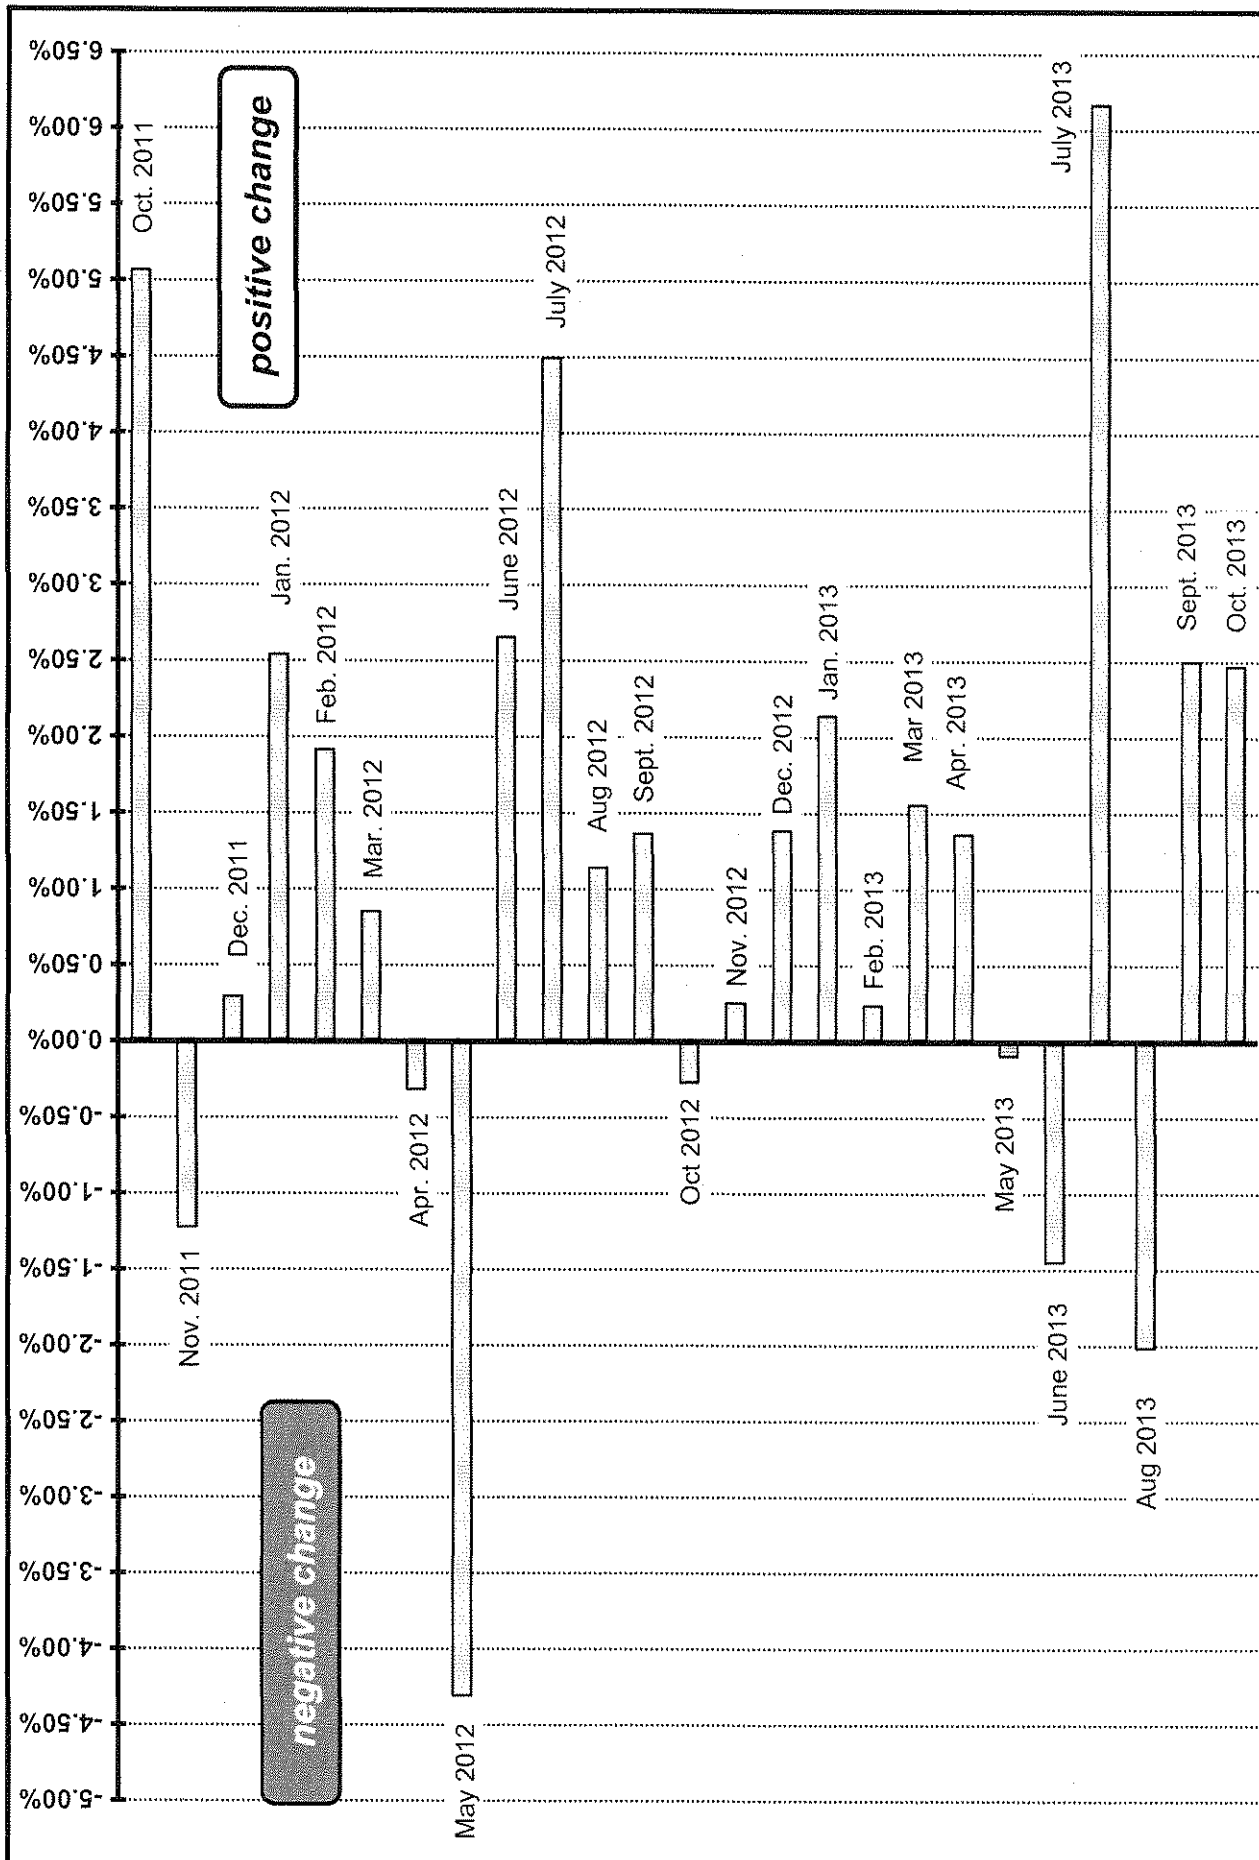 6.50%
6.00%
5.50%
5.00%
4.50%
4.00%
3.50%
3.00%
2.50%
2.00%
1.50%
1.00%
0.50%
0.00%
-0.50%
-1.00%
-1.50%
-2.00%
-2.50%
-3.00%
-3.50%
-4.00%
-4.50%
-5.00%
positive change
negative change
Oct. 2011
Nov. 2011
Dec. 2011
Jan. 2012
Feb. 2012
Mar. 2012
Apr. 2012
May 2012
June 2012
July 2012
Aug 2012
Sept. 2012
Oct 2012
Nov. 2012
Dec. 2012
Jan. 2013
Feb. 2013
Mar 2013
Apr. 2013
May 2013
June 2013
July 2013
Aug 2013
Sept. 2013
Oct. 2013